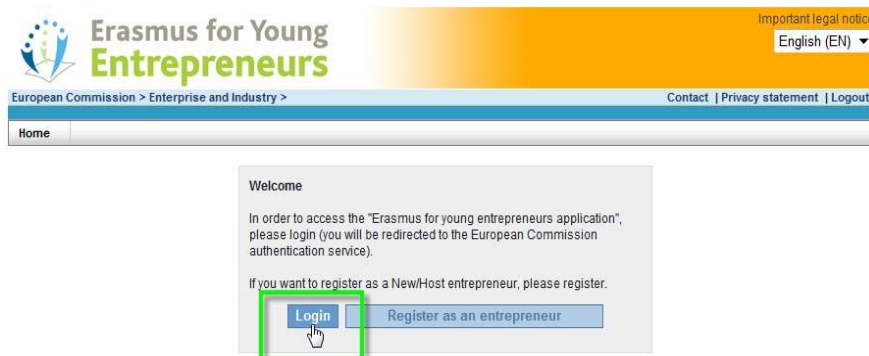 Important legal notice
English (EN)
Erasmus for Young
Entrepreneurs
European Commission > Enterprise and Industry >
Contact | Privacy statement | Logout
Home
Welcome
In order to access the "Erasmus for young entrepreneurs application",
please login (you will be redirected to the European Commission
authentication service).
If you want to register as a New/Host entrepreneur, please register.
Login
Register as an entrepreneur